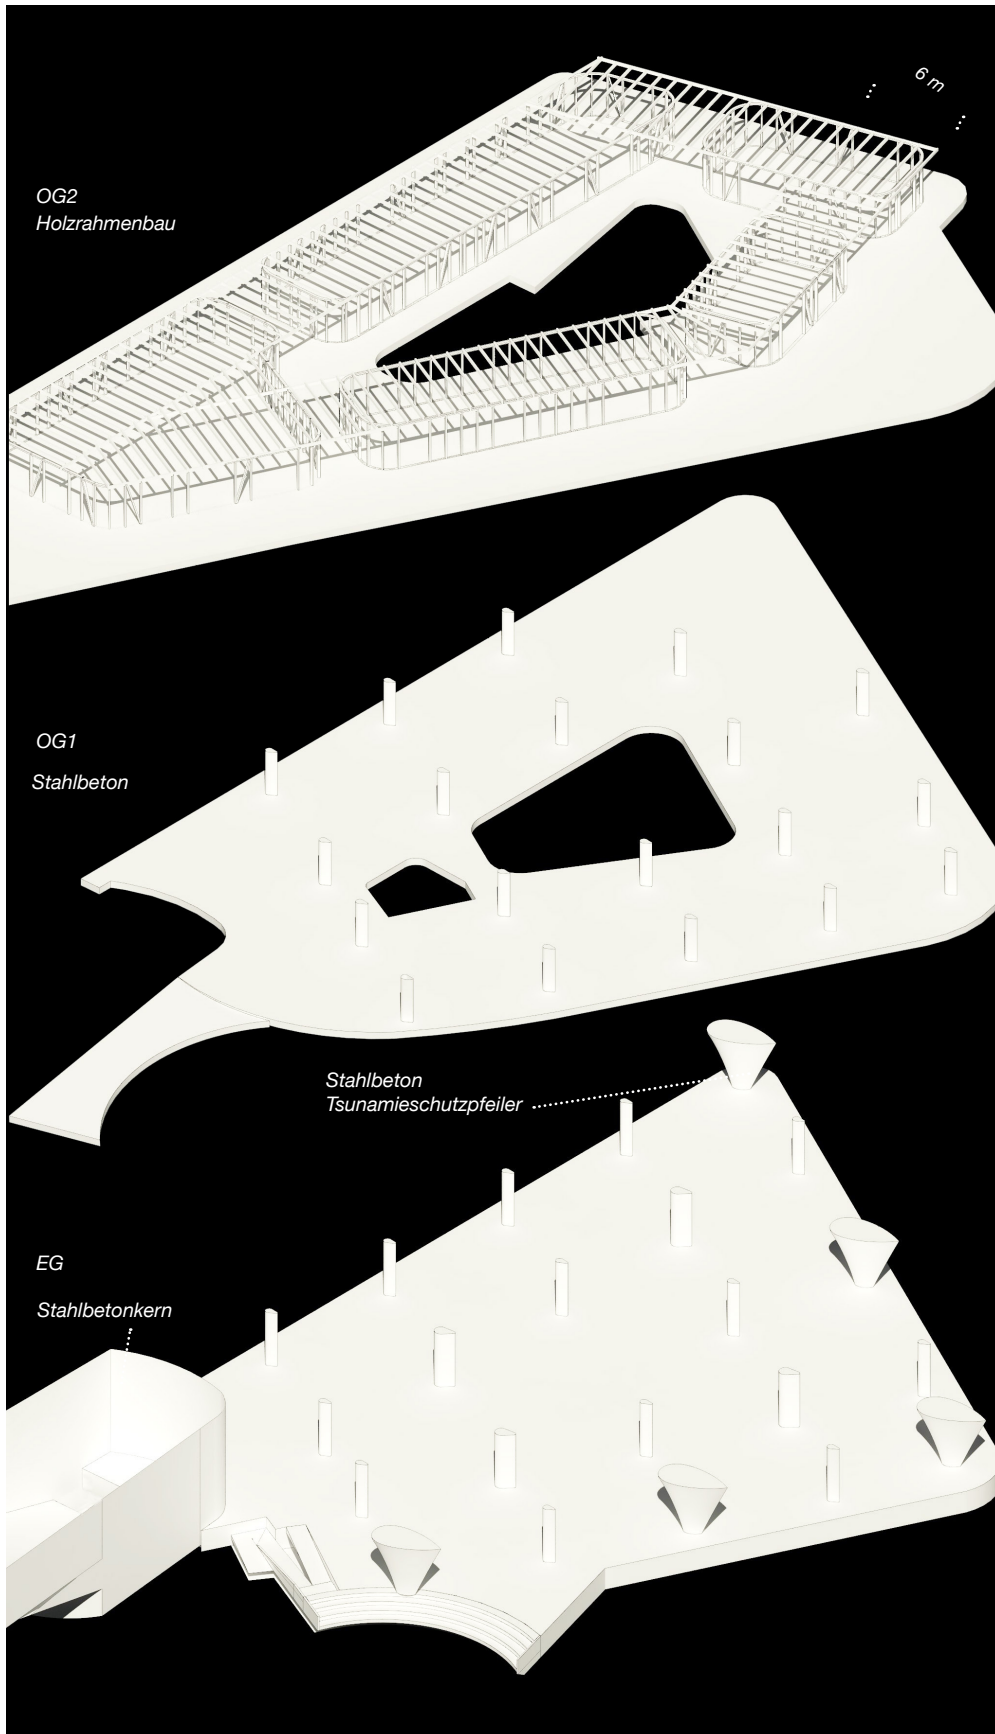 6 m
OG2
Holzrahmenbau
OG1
Stahlbeton
Stahlbeton
Tsunamieschutzpfeiler
EG
Stahlbetonkern